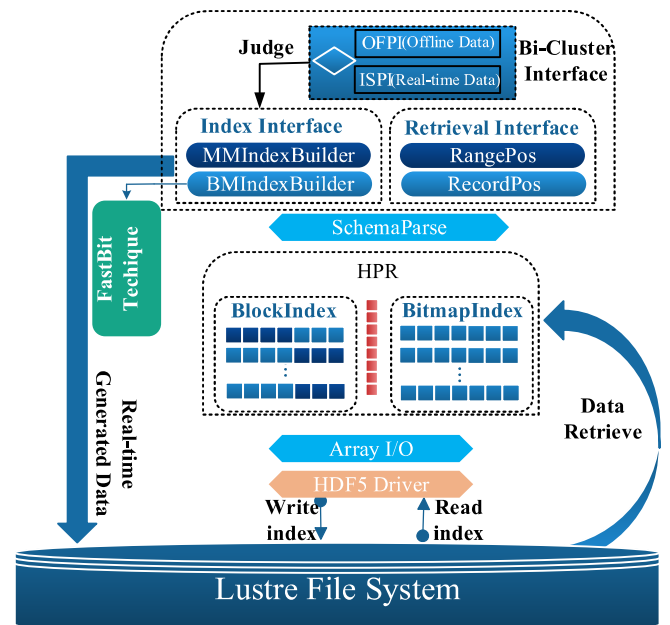 OFPI(Offline Data)
Judge
Bi-Cluster
Interface
ISPI(Real-time Data)
Index Interface
Retrieval Interface
MMIndexBuilder
RangePos
BMIndexBuilder
RecordPos
FastBit
Techique
SchemaParse
HPR
BlockIndex
BitmapIndex
Real-time
Generated Data
Data
Retrieve
Array I/O
HDF5 Driver
Write
index
Read
index
Lustre File System